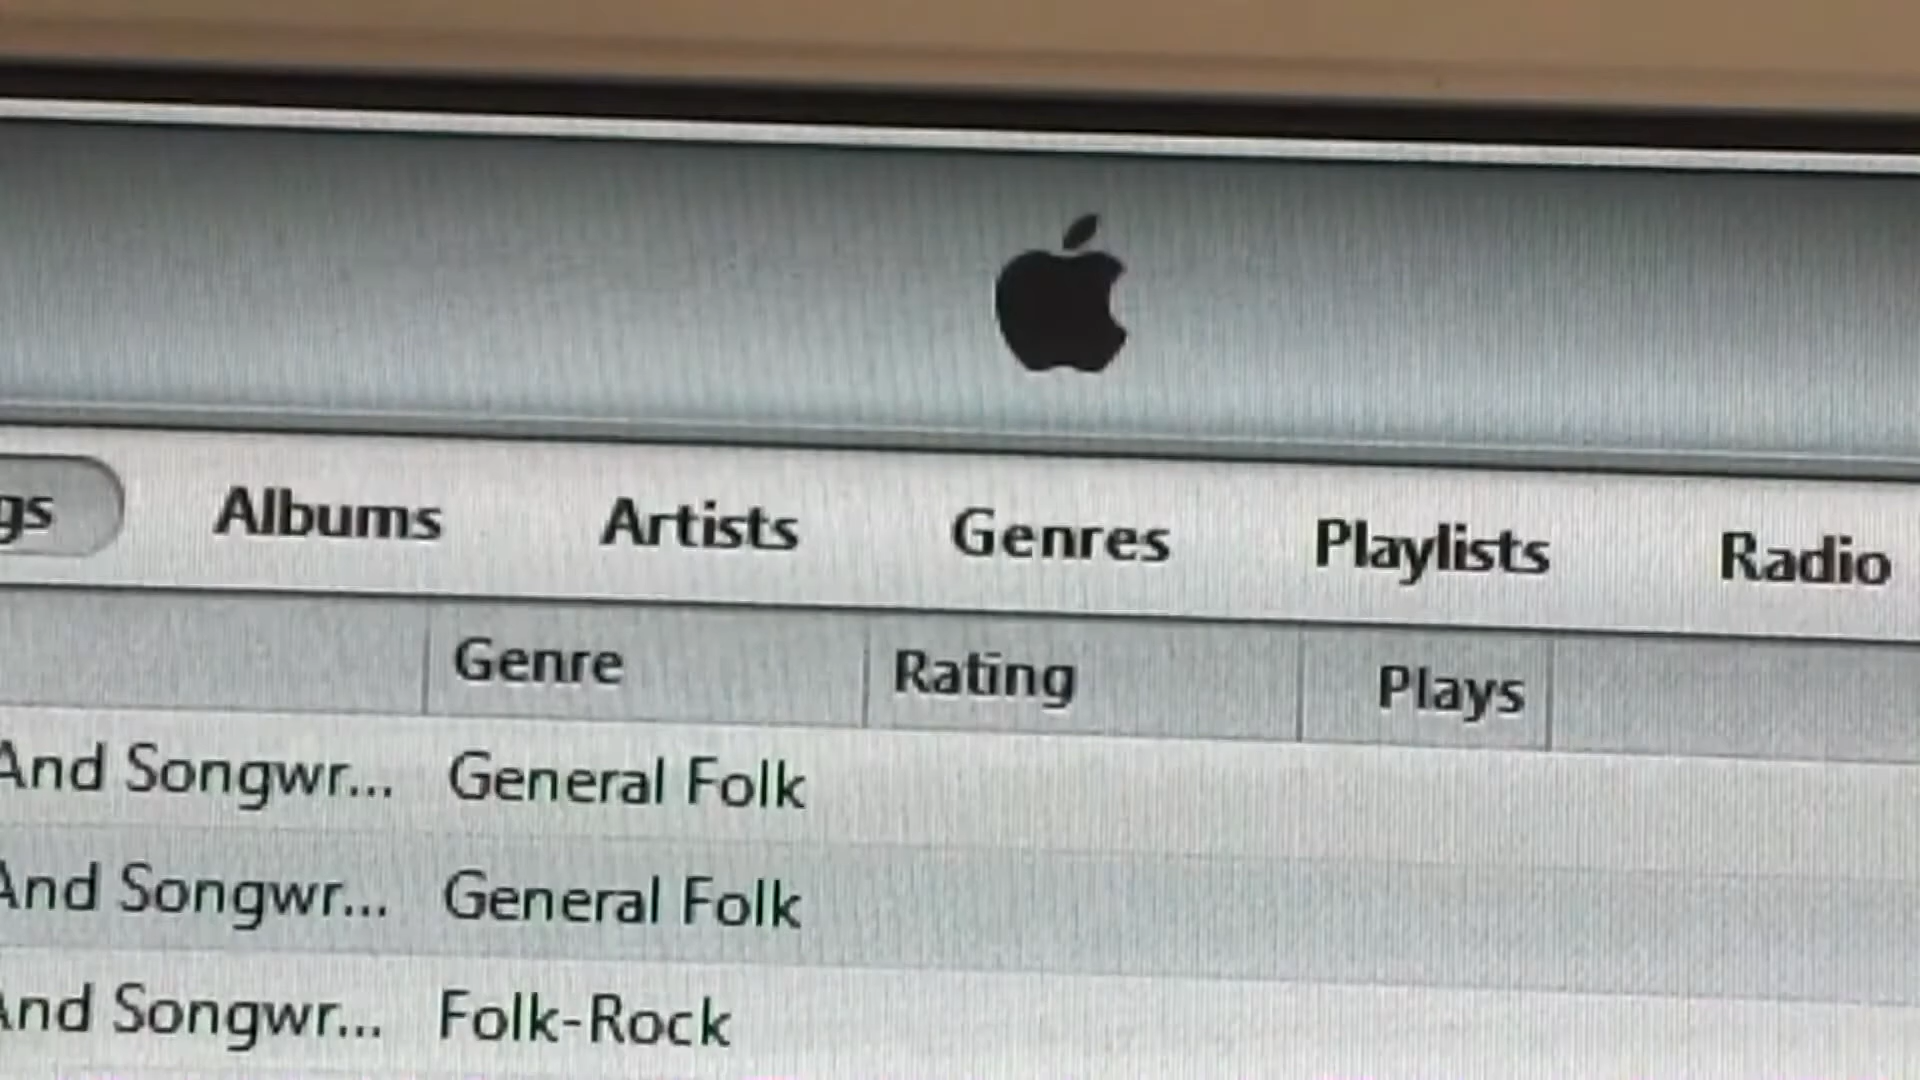 gs Albums Artists Genres Playlists Radio
Genre Rating Plays
And Songwr... General Folk
And Songwr... General Folk
And Songwr... Folk-Rock